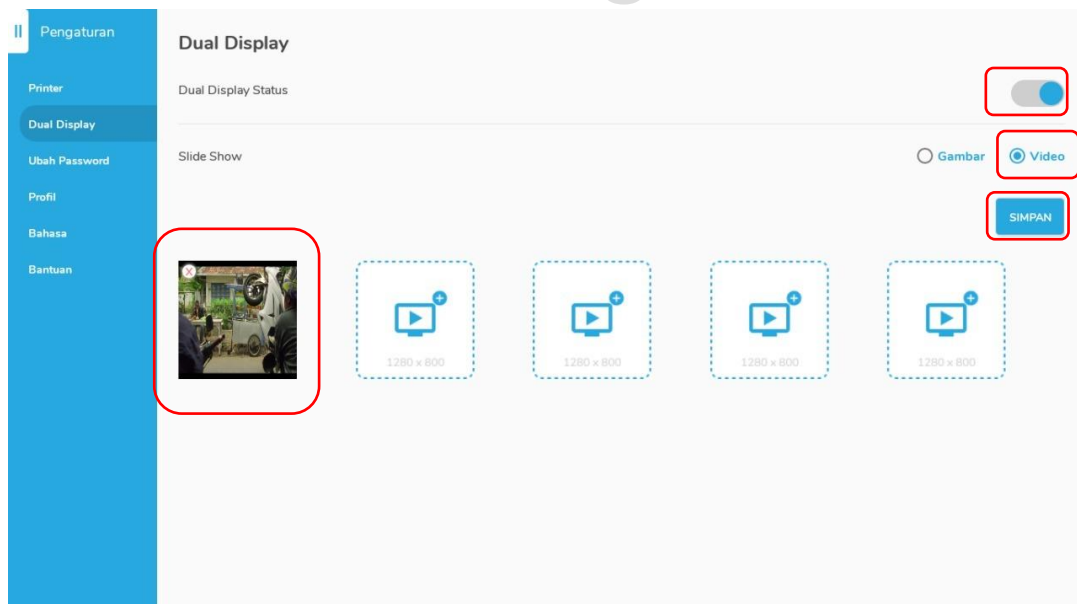 Pengaturan
Dual Display
Printer
Dual Display Status
Dual Display
Ubah Password
Slide Show
Gambar
Video
Profil
SIMPAN
Bahasa
Bantuan
1280 x 800
1280 x 800
1280 x 800
1280 x 800